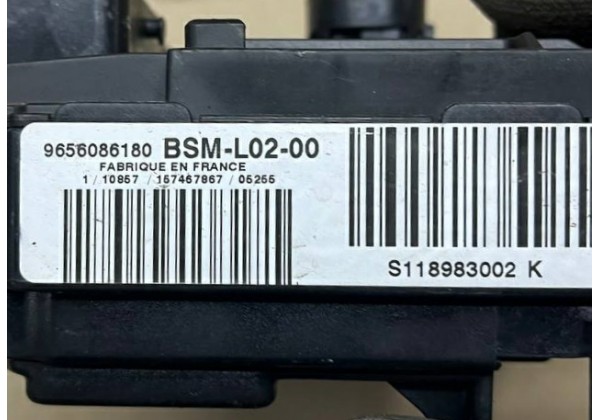 9656086180 BSM-L02-00
FABRIQUE EN FRANCE
1 / 10857 / 157467867 / 05255
S118983002 K